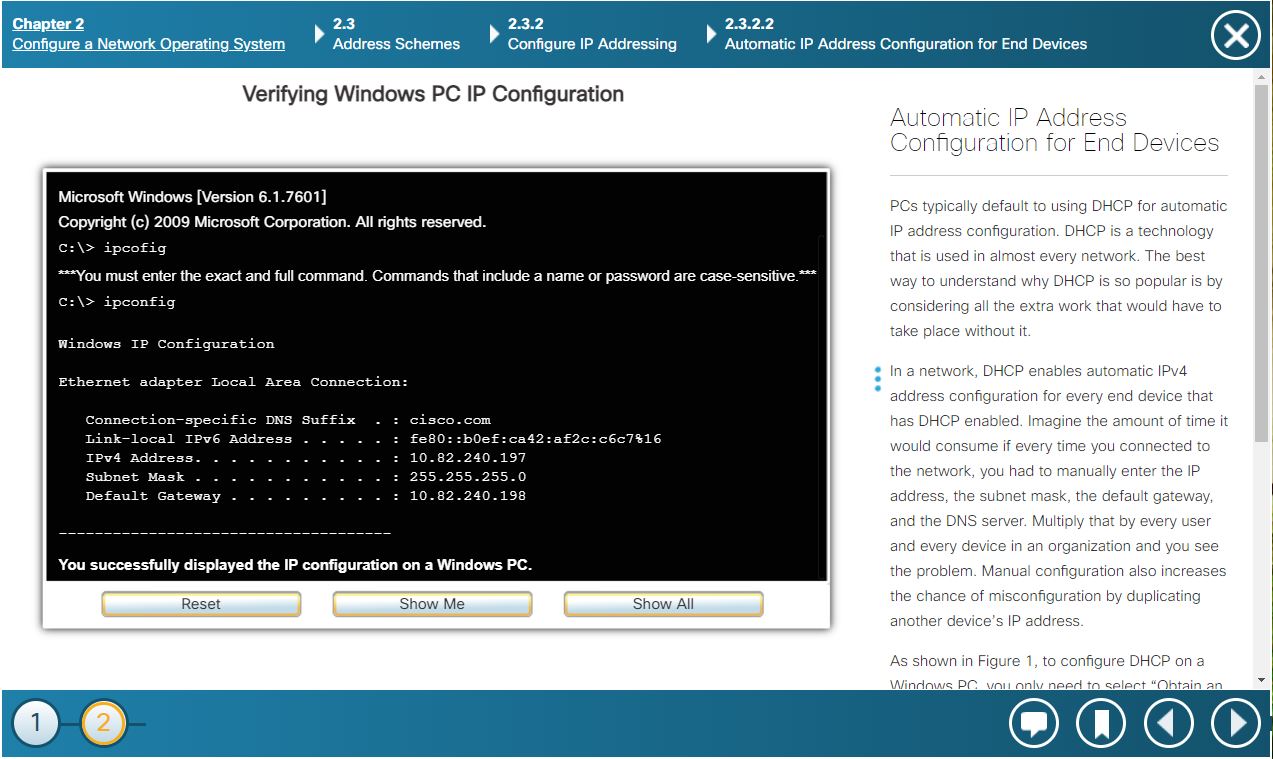 Chapter 2
Configure a Network Operating System
2.3
Address Schemes
2.3.2
Configure IP Addressing
2.3.2.2
Automatic IP Address Configuration for End Devices
Verifying Windows PC IP Configuration
Microsoft Windows [Version 6.1.7601]
Copyright (c) 2009 Microsoft Corporation. All rights reserved.
C:\> ipcofig
***You must enter the exact and full command. Commands that include a name or password are case-sensitive.***
C:\> ipconfig
Windows IP Configuration
Ethernet adapter Local Area Connection:
Connection-specific DNS Suffix . : cisco.com
Link-local IPv6 Address . . . . . : fe80::b0ef:ca42:af2c:c6c7%16
IPv4 Address. . . . . . . . . . . : 10.82.240.197
Subnet Mask . . . . . . . . . . . : 255.255.255.0
Default Gateway . . . . . . . . . : 10.82.240.198
-------------------------------------
You successfully displayed the IP configuration on a Windows PC.
Reset
Show Me
Show All
Automatic IP Address
Configuration for End Devices
PCs typically default to using DHCP for automatic
IP address configuration. DHCP is a technology
that is used in almost every network. The best
way to understand why DHCP is so popular is by
considering all the extra work that would have to
take place without it.
In a network, DHCP enables automatic IPv4
address configuration for every end device that
has DHCP enabled. Imagine the amount of time it
would consume if every time you connected to
the network, you had to manually enter the IP
address, the subnet mask, the default gateway,
and the DNS server. Multiply that by every user
and every device in an organization and you see
the problem. Manual configuration also increases
the chance of misconfiguration by duplicating
another device's IP address.
As shown in Figure 1, to configure DHCP on a
Windows PC, you only need to select "Obtain an
1
2